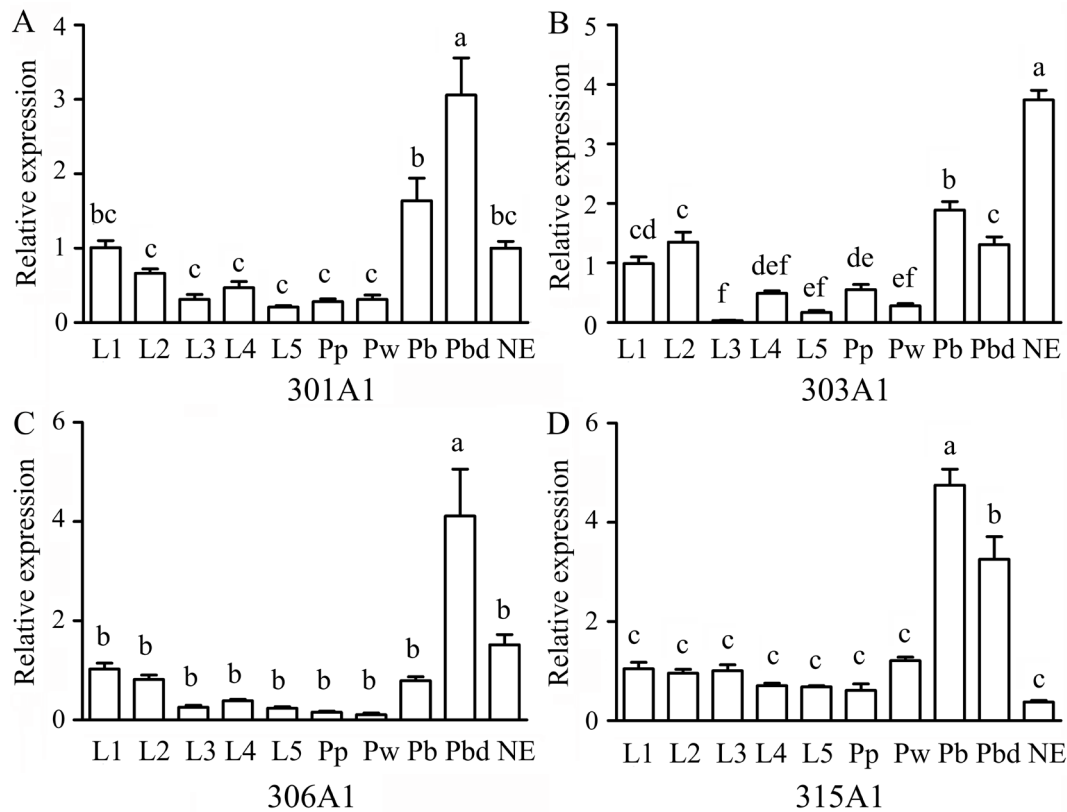 A
Relative expression
4
3
2
1
0
bc
c
c
c
c
c
c
b
a
bc
L1 L2 L3 L4 L5 Pp Pw Pb Pbd NE
301A1
B
Relative expression
5
4
3
2
1
0
cd
c
f
def
ef
de
ef
b
c
a
L1 L2 L3 L4 L5 Pp Pw Pb Pbd NE
303A1
C
Relative expression
6
4
2
0
b
b
b
b
b
b
b
b
a
b
L1 L2 L3 L4 L5 Pp Pw Pb Pbd NE
306A1
D
Relative expression
6
4
2
0
c
c
c
c
c
c
c
a
b
c
L1 L2 L3 L4 L5 Pp Pw Pb Pbd NE
315A1